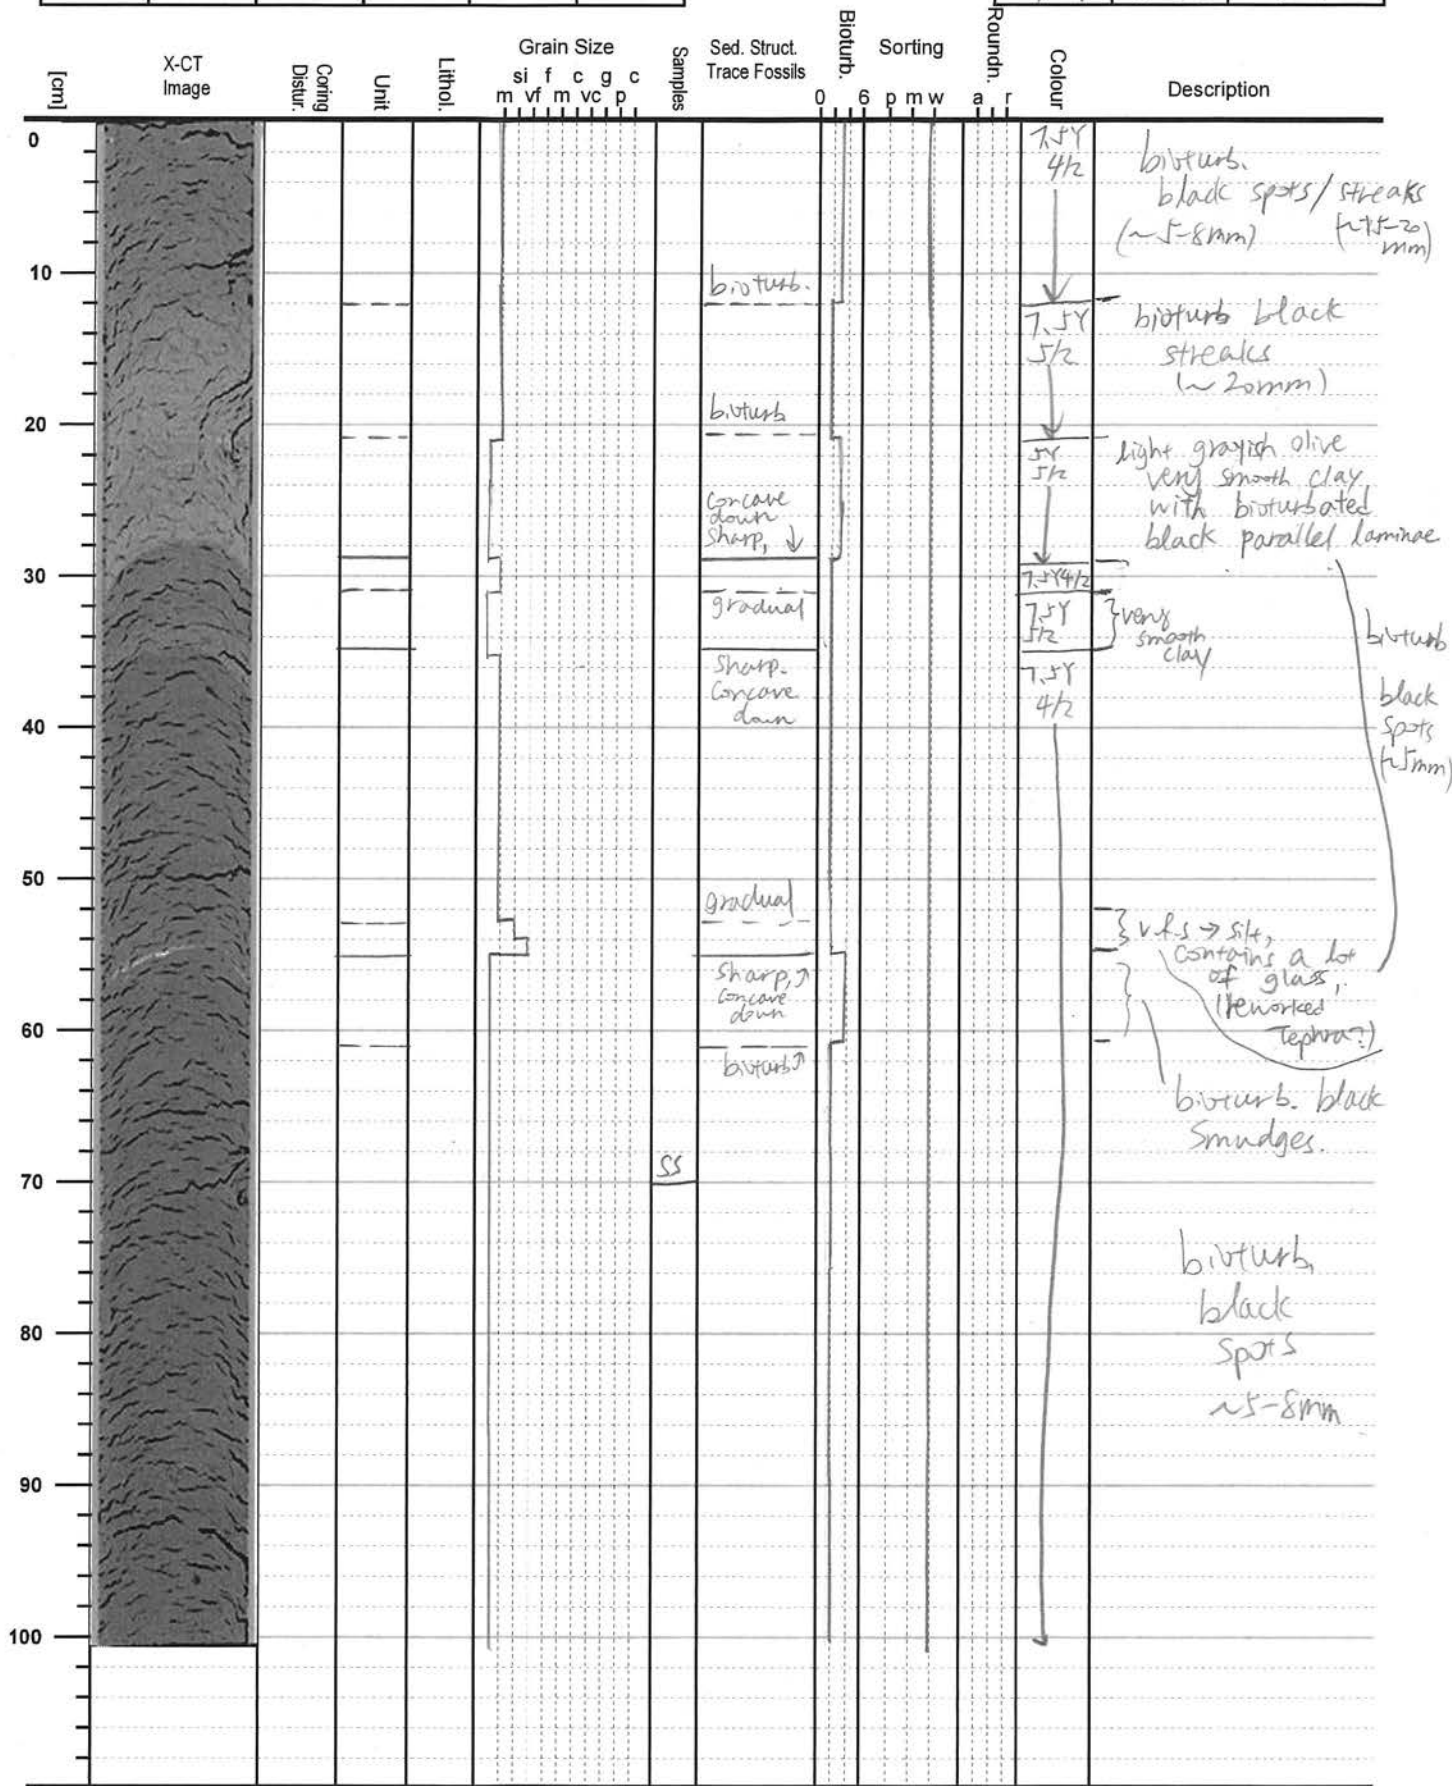 [cm]
X-CT
Image
Coring
Distur.
Unit
Lithol.
Grain Size
si f c g c
m vf m vc p
Samples
Sed. Struct.
Trace Fossils
Bioturb.
0 6
Sorting
p m w
Roundn.
a r
Colour
Description
0
10
20
30
40
50
60
70
80
90
100
SS
bioturb.
bioturb
Concave
down
Sharp, ↓
gradual
Sharp.
Concave
down
gradual
Sharp, ↑
Concave
down
bioturb ↑
7.5Y
4/2
7.5Y
5/2
5Y
5/2
7.5Y4/2
7.5Y
5/2
7.5Y
4/2
bioturb.
black spots / streaks
(~5-8mm) (~15-20
mm)
bioturb black
streaks
(~20mm)
light grayish olive
very smooth clay
with bioturbated
black parallel laminae
very
smooth
clay
bioturb
black
spots
(~5mm)
v.f.s → silt,
Contains a lot
of glass,
(reworked
Tephra?)
bioturb. black
Smudges.
bioturb,
black
Spots
~5-8mm